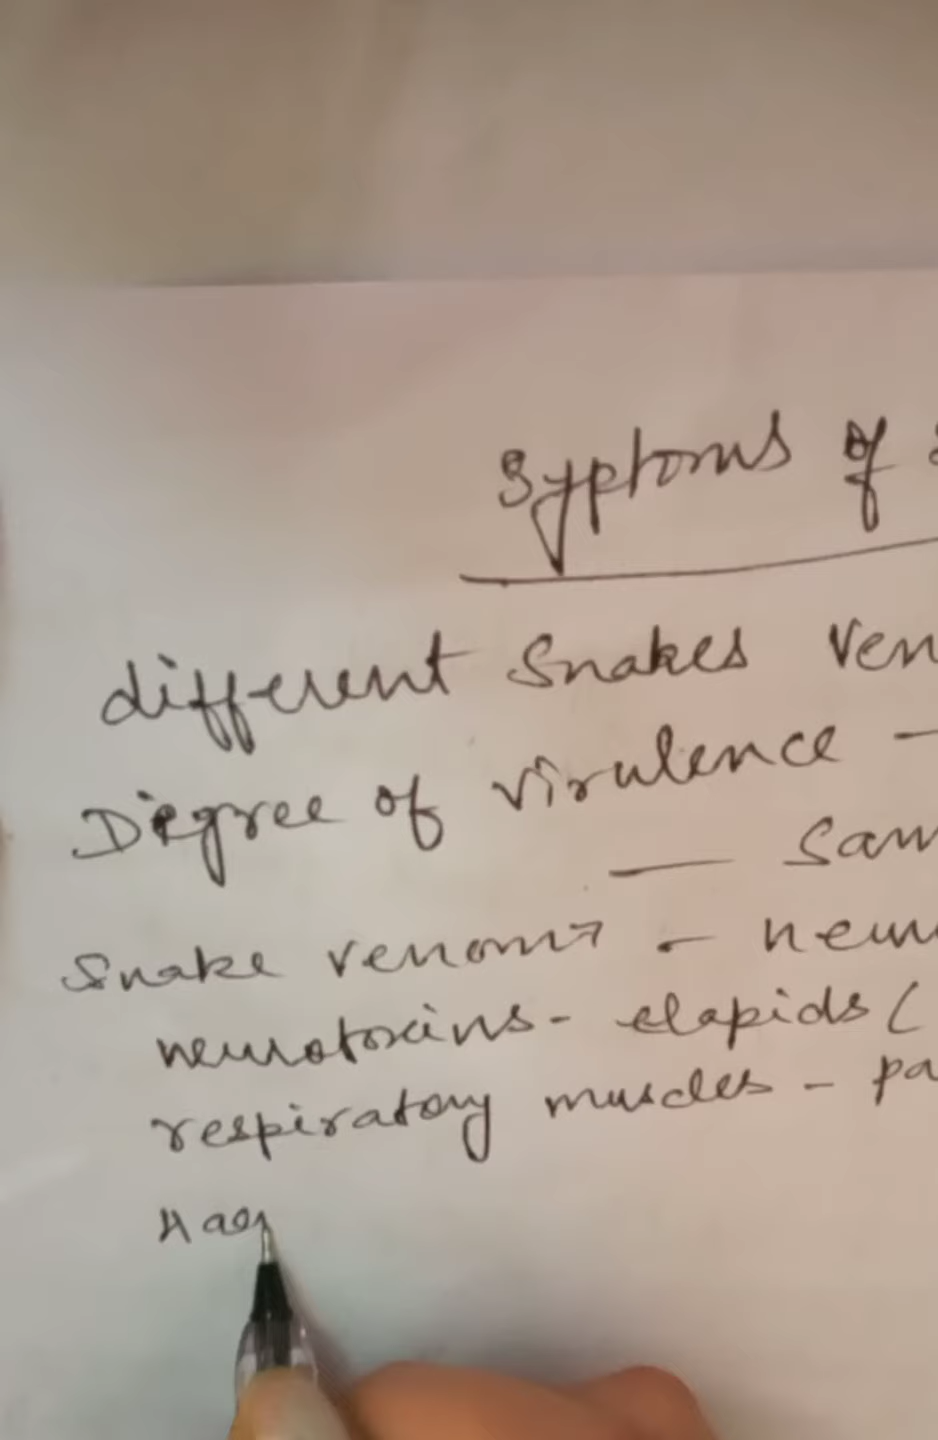 Syptoms of
different Snakes Ven
Degree of virulence -
— Sam
Snake venom - neu
neurotoxins - elapids (
respiratory muscles - pa
Haem